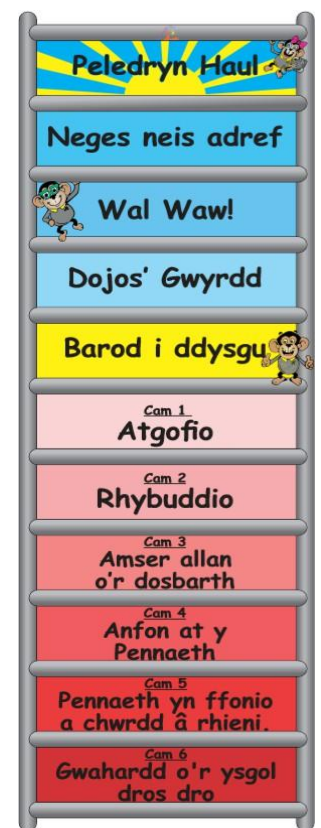 Peledryn Haul
Neges neis adref
Wal Waw!
Dojos' Gwyrdd
Barod i ddysgu
Cam 1
Atgofio
Cam 2
Rhybuddio
Cam 3
Amser allan
o'r dosbarth
Cam 4
Anfon at y
Pennaeth
Cam 5
Pennaeth yn ffonio
a chwrdd â rhieni.
Cam 6
Gwahardd o'r ysgol
dros dro